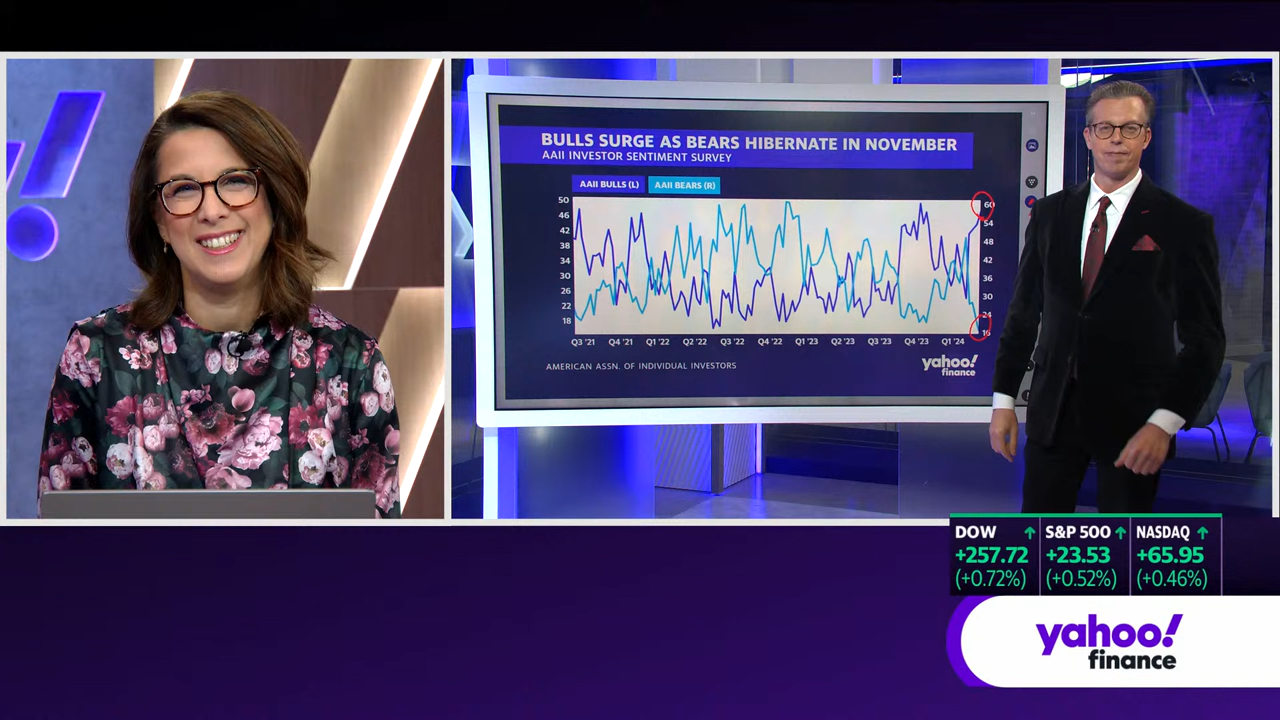 BULLS SURGE AS BEARS HIBERNATE IN NOVEMBER
AAII INVESTOR SENTIMENT SURVEY
AAII BULLS (L) AAII BEARS (R)
50
46
42
38
34
30
26
22
18
60
54
48
42
36
30
24
Q3 '21 Q4 '21 Q1 '22 Q2 '22 Q3 '22 Q4 '22 Q1 '23 Q2 '23 Q3 '23 Q4 '23 Q1 '24
AMERICAN ASSN. OF INDIVIDUAL INVESTORS
yahoo!
finance
DOW S&P 500 NASDAQ
+257.72 +23.53 +65.95
(+0.72%) (+0.52%) (+0.46%)
yahoo!
finance